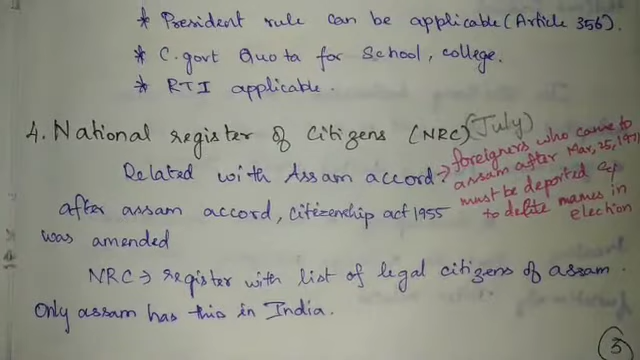 * President rule can be applicable (Article 356).
* C. govt Quota for School, college.
* RTI applicable.
4. National register of Citizens (NRC) (July)
Related with Assam accord. → foreigners who came to
assam after Mar, 25, 1971
must be deported &
to delete names in
election
after assam accord, Citizenship act 1955
was amended
NRC → register with list of legal citizens of assam.
Only assam has this in India.
3